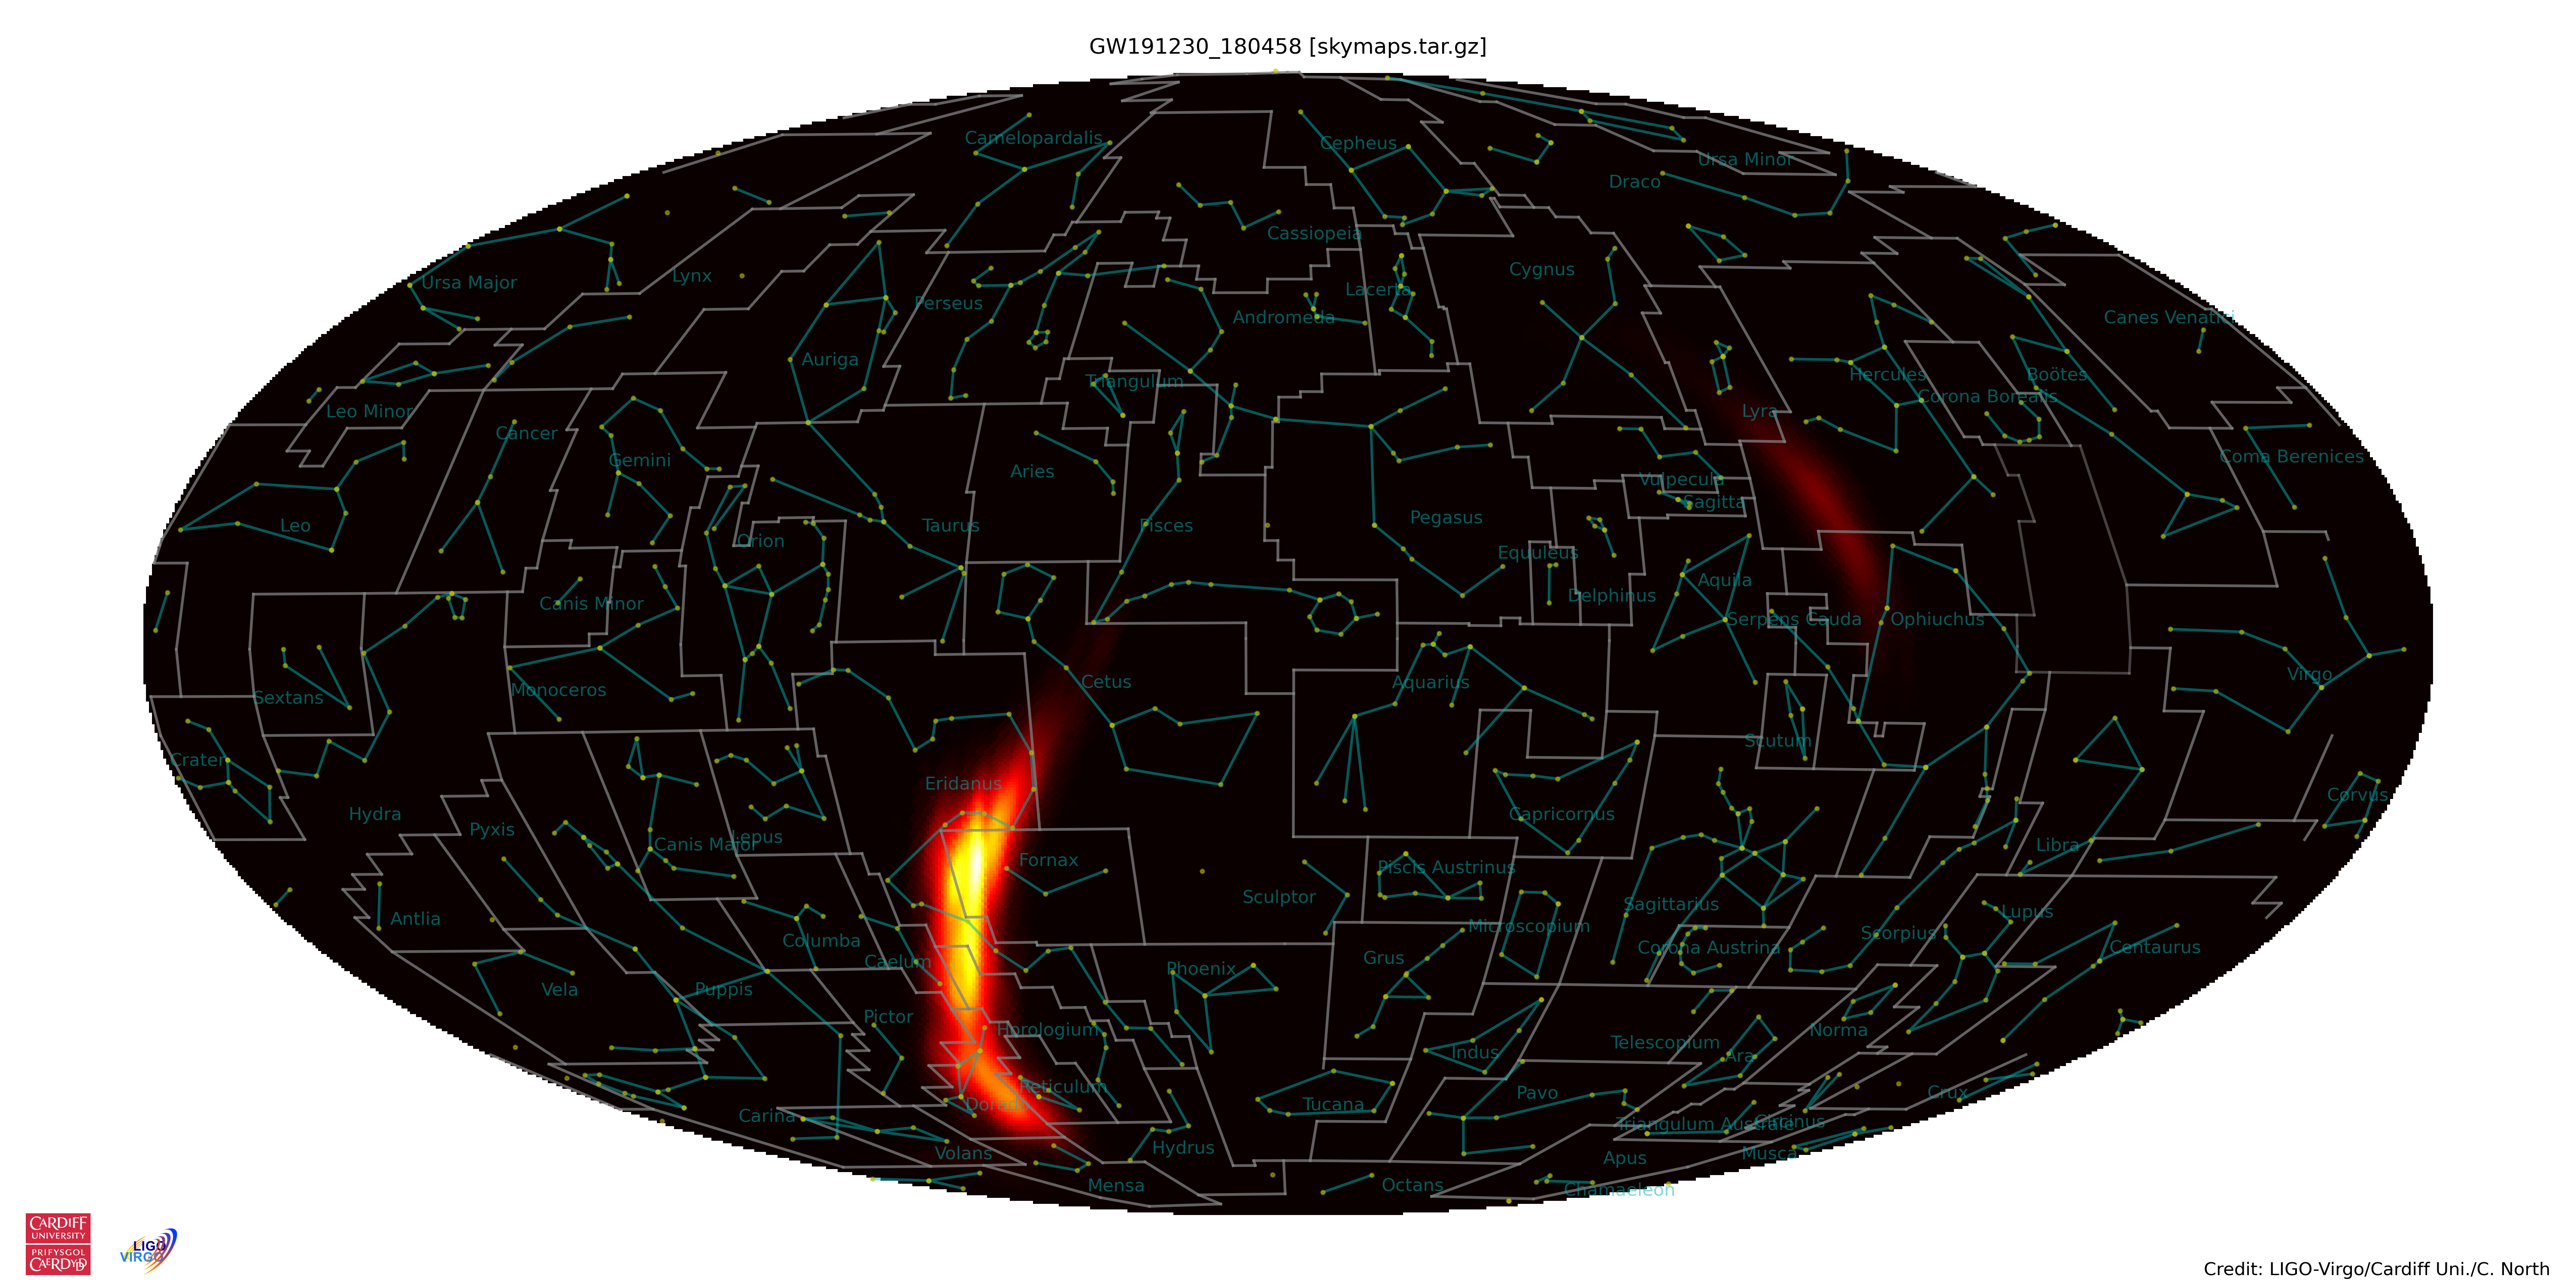 GW191230_180458 [skymaps.tar.gz]
Camelopardalis
Cepheus
Ursa Minor
Draco
Cassiopeia
Cygnus
Ursa Major
Lynx
Perseus
Lacerta
Andromeda
Canes Venatici
Auriga
Triangulum
Hercules
Boötes
Corona Borealis
Leo Minor
Lyra
Cancer
Gemini
Aries
Coma Berenices
Vulpecula
Sagitta
Leo
Orion
Taurus
Pisces
Pegasus
Equuleus
Canis Minor
Delphinus
Aquila
Serpens Cauda
Ophiuchus
Sextans
Monoceros
Cetus
Aquarius
Virgo
Crater
Scutum
Eridanus
Hydra
Pyxis
Canis Major
Lepus
Capricornus
Corvus
Libra
Fornax
Piscis Austrinus
Sculptor
Antlia
Columba
Caelum
Microscopium
Sagittarius
Lupus
Corona Austrina
Scorpius
Centaurus
Phoenix
Grus
Vela
Puppis
Pictor
Horologium
Indus
Telescopium
Norma
Ara
Reticulum
Dorado
Carina
Tucana
Pavo
Crux
Triangulum Australe
Circinus
Volans
Hydrus
Apus
Musca
Mensa
Octans
Chamaeleon
CARDIFF
UNIVERSITY
PRIFYSGOL
CAERDYDD
LIGO
VIRGO
Credit: LIGO-Virgo/Cardiff Uni./C. North